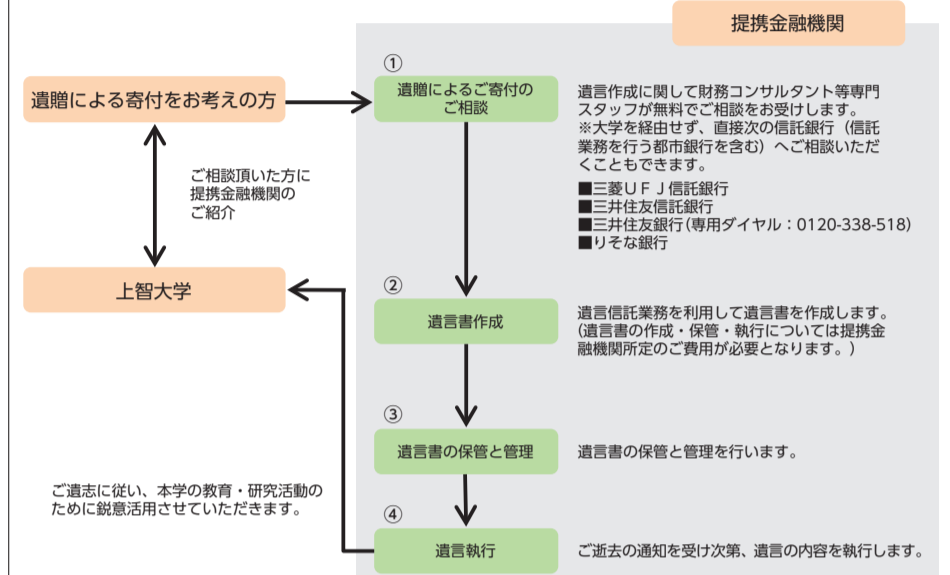 提携金融機関
①
遺贈による寄付をお考えの方
遺贈によるご寄付の
ご相談
遺言作成に関して財務コンサルタント等専門
スタッフが無料でご相談をお受けします。
※大学を経由せず、直接次の信託銀行（信託
業務を行う都市銀行を含む）へご相談いただ
くこともできます。
■三菱ＵＦＪ信託銀行
■三井住友信託銀行
■三井住友銀行(専用ダイヤル：0120-338-518)
■りそな銀行
ご相談頂いた方に
提携金融機関の
ご紹介
上智大学
②
遺言書作成
遺言信託業務を利用して遺言書を作成します。
(遺言書の作成・保管・執行については提携金
融機関所定のご費用が必要となります。)
③
遺言書の保管と管理
遺言書の保管と管理を行います。
ご遺志に従い、本学の教育・研究活動の
ために鋭意活用させていただきます。
④
遺言執行
ご逝去の通知を受け次第、遺言の内容を執行します。